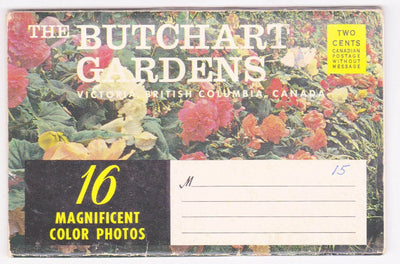 THE BUTCHART
GARDENS
VICTORIA, BRITISH COLUMBIA, CANADA
TWO
CENTS
CANADIAN
POSTAGE
WITHOUT
MESSAGE
16
MAGNIFICENT
COLOR PHOTOS
M
15